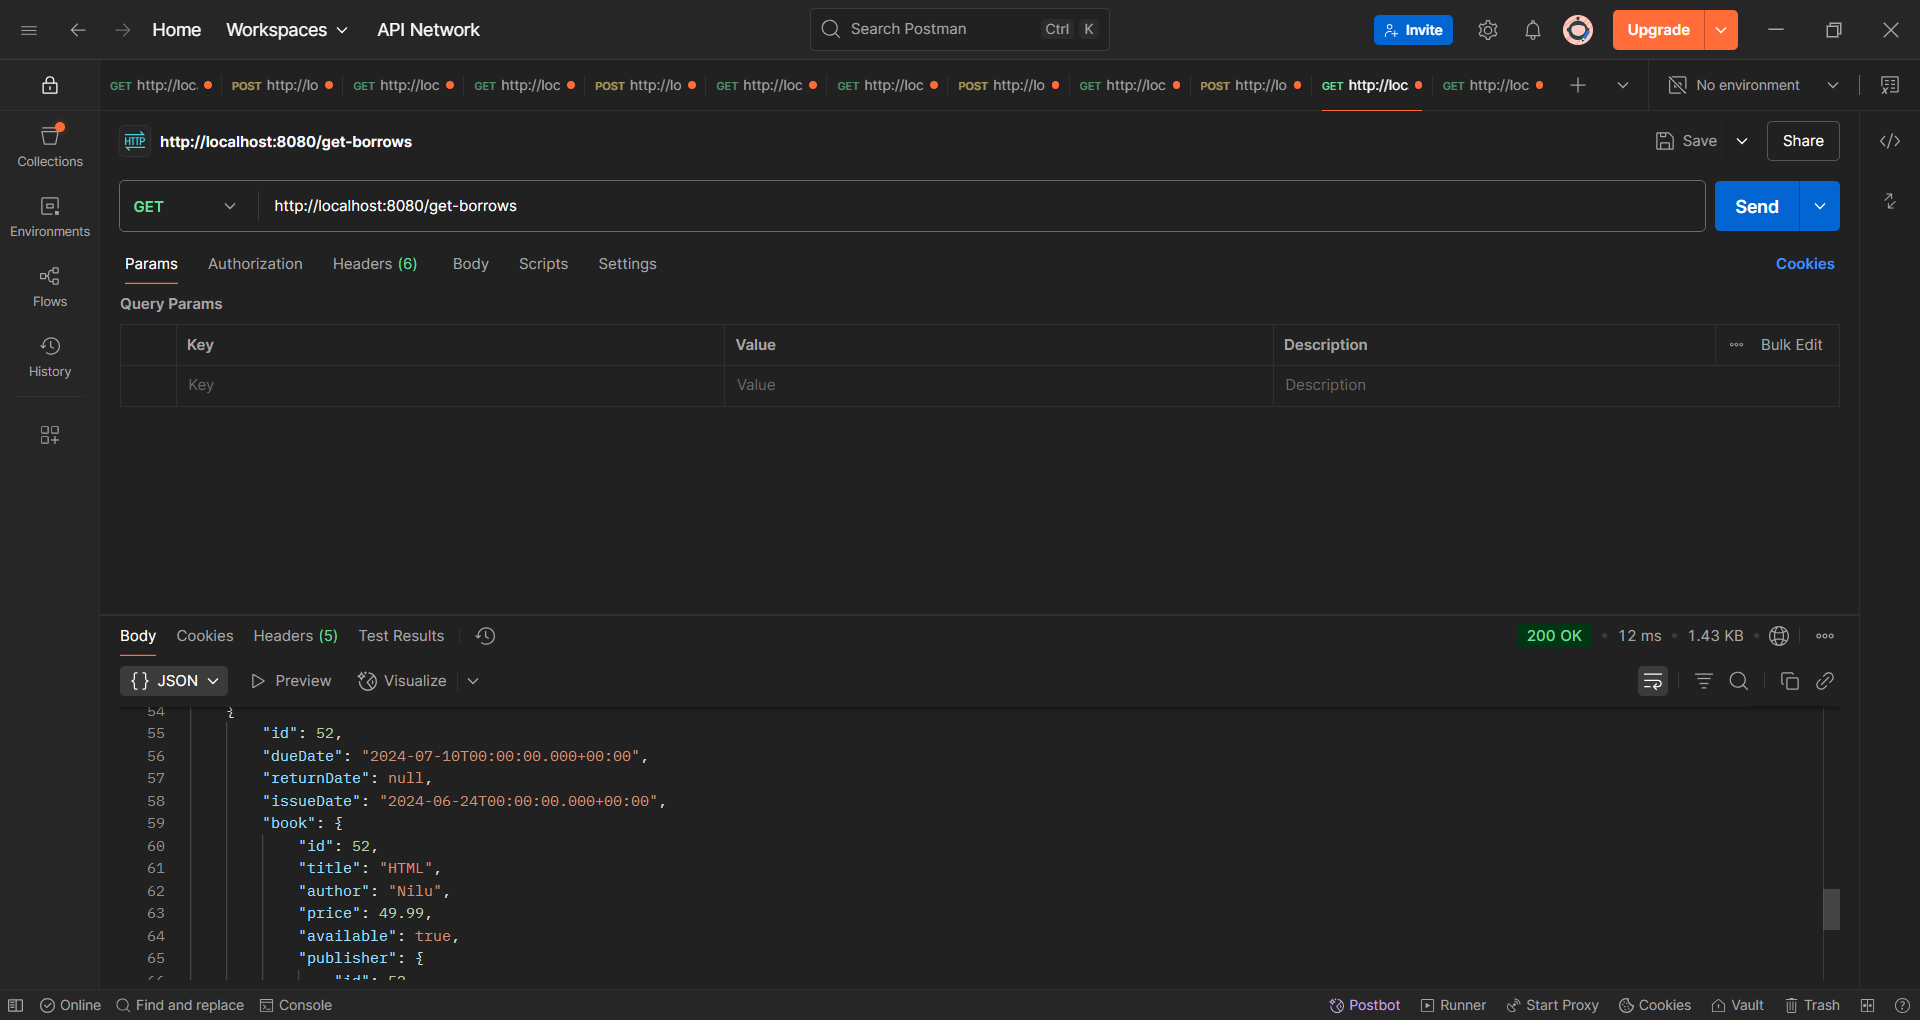 Home Workspaces API Network Search Postman Ctrl K Invite Upgrade
GET http://loc POST http://lo GET http://loc GET http://loc POST http://lo GET http://loc GET http://loc POST http://lo GET http://loc POST http://lo GET http://loc GET http://loc No environment
HTTP http://localhost:8080/get-borrows Save Share
Collections
GET http://localhost:8080/get-borrows Send
Environments
Params Authorization Headers (6) Body Scripts Settings Cookies
Flows
Query Params
Key Value Description Bulk Edit
History
Key Value Description
Body Cookies Headers (5) Test Results 200 OK 12 ms 1.43 KB
{} JSON Preview Visualize
54 {
55 "id": 52,
56 "dueDate": "2024-07-10T00:00:00.000+00:00",
57 "returnDate": null,
58 "issueDate": "2024-06-24T00:00:00.000+00:00",
59 "book": {
60 "id": 52,
61 "title": "HTML",
62 "author": "Nilu",
63 "price": 49.99,
64 "available": true,
65 "publisher": {
66 "id": 52
Online Find and replace Console Postbot Runner Start Proxy Cookies Vault Trash